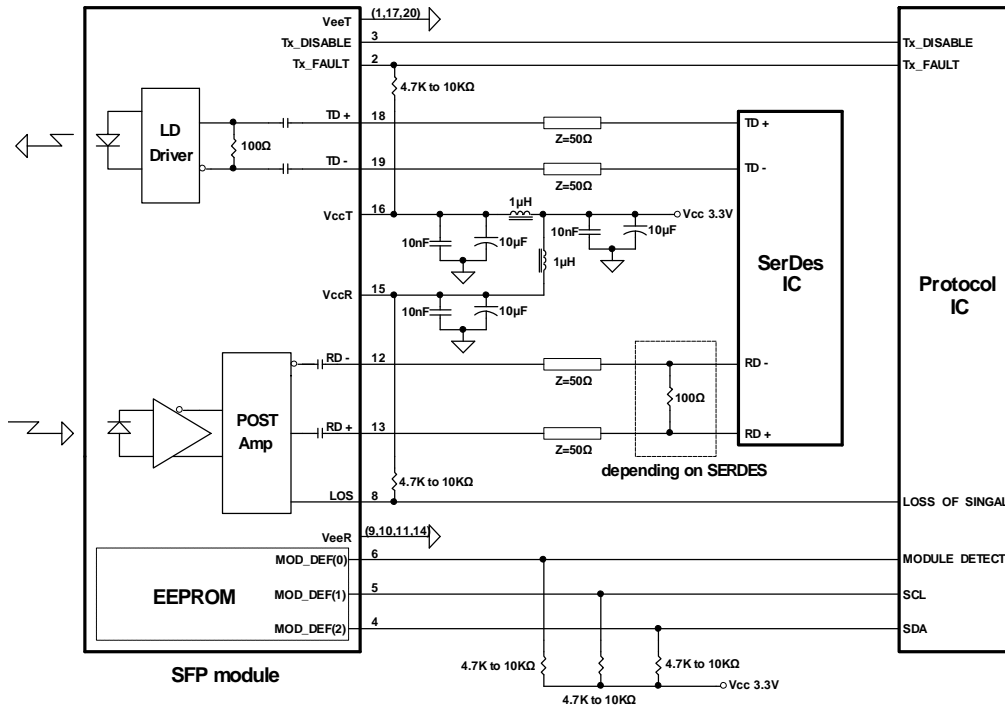 VeeT (1,17,20)
Tx_DISABLE 3 Tx_DISABLE
Tx_FAULT 2 Tx_FAULT
4.7K to 10KΩ
LD
Driver
100Ω
TD + 18 TD +
Z=50Ω
TD - 19 TD -
Z=50Ω
1μH
VccT 16 Vcc 3.3V
10nF 10μF 10nF 10μF
1μH
SerDes
IC
Protocol
IC
VccR 15
10nF 10μF
RD - 12 RD -
Z=50Ω
100Ω
POST
Amp
RD + 13 RD +
Z=50Ω
depending on SERDES
4.7K to 10KΩ
LOS 8 LOSS OF SINGAL
VeeR (9,10,11,14)
MOD_DEF(0) 6 MODULE DETECT
EEPROM
MOD_DEF(1) 5 SCL
MOD_DEF(2) 4 SDA
SFP module
4.7K to 10KΩ 4.7K to 10KΩ
4.7K to 10KΩ
Vcc 3.3V